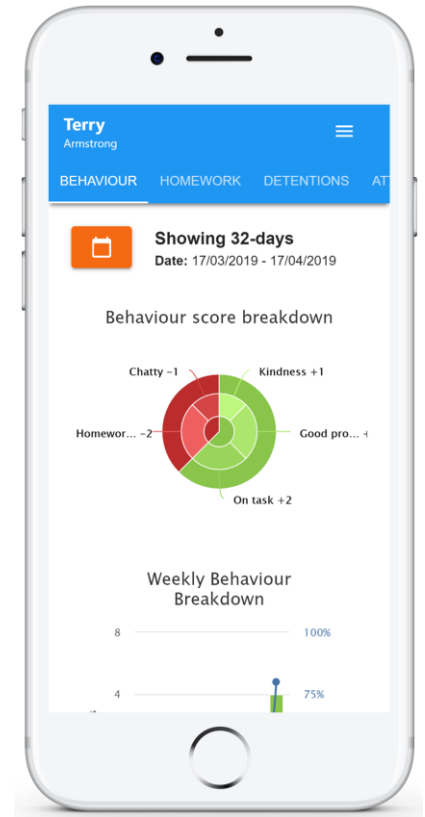 Terry
Armstrong
BEHAVIOUR HOMEWORK DETENTIONS AT
Showing 32-days
Date: 17/03/2019 - 17/04/2019
Behaviour score breakdown
Chatty -1
Kindness +1
Homewor... -2
Good pro... +
On task +2
Weekly Behaviour
Breakdown
8
100%
4
75%